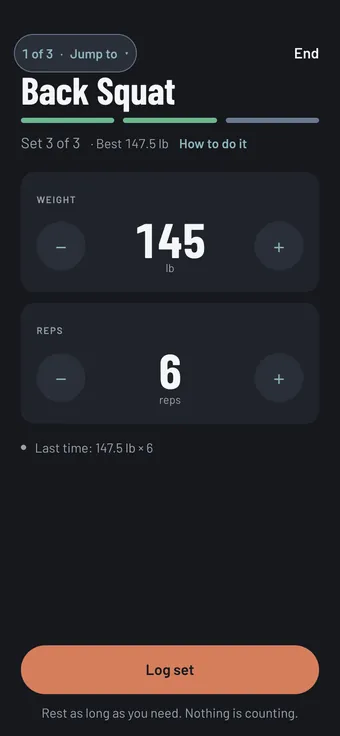 1 of 3 · Jump to ·
End
Back Squat
Set 3 of 3 · Best 147.5 lb How to do it
WEIGHT
− 145 +
lb
REPS
− 6 +
reps
Last time: 147.5 lb × 6
Log set
Rest as long as you need. Nothing is counting.